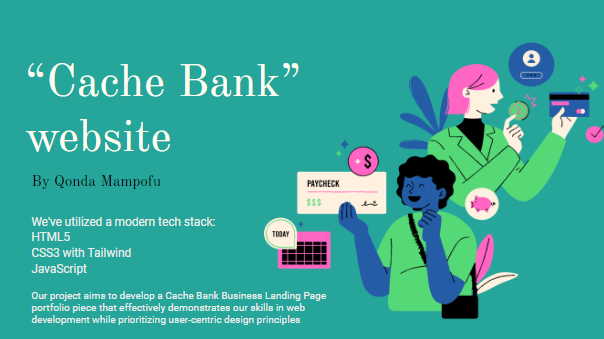 “Cache Bank”
website
By Qonda Mampofu
We've utilized a modern tech stack:
HTML5
CSS3 with Tailwind
JavaScript
Our project aims to develop a Cache Bank Business Landing Page
portfolio piece that effectively demonstrates our skills in web
development while prioritizing user-centric design principles
$
PAYCHECK
$$$
TODAY